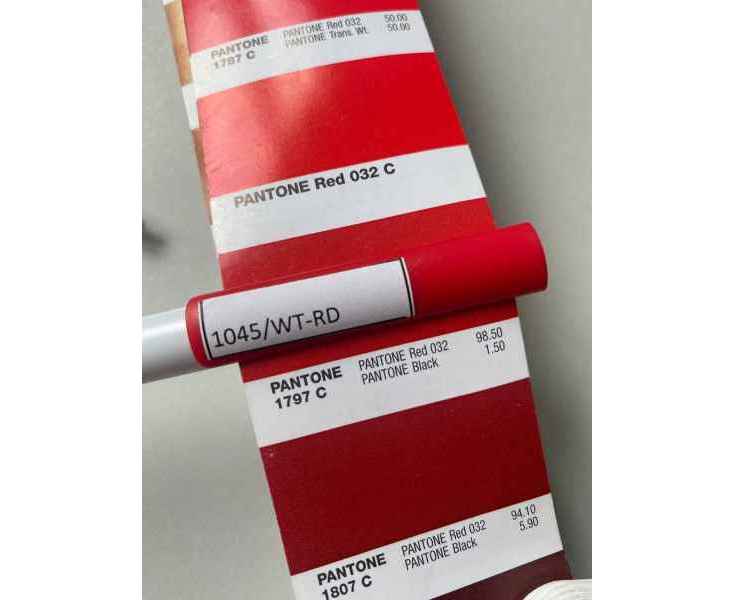 PANTONE Red 032 50.00
PANTONE Trans. Wt. 50.00
PANTONE
1797 C
PANTONE Red 032 C
1045/WT-RD
PANTONE
1797 C
PANTONE Red 032 98.50
PANTONE Black 1.50
PANTONE
1807 C
PANTONE Red 032 94.10
PANTONE Black 5.90